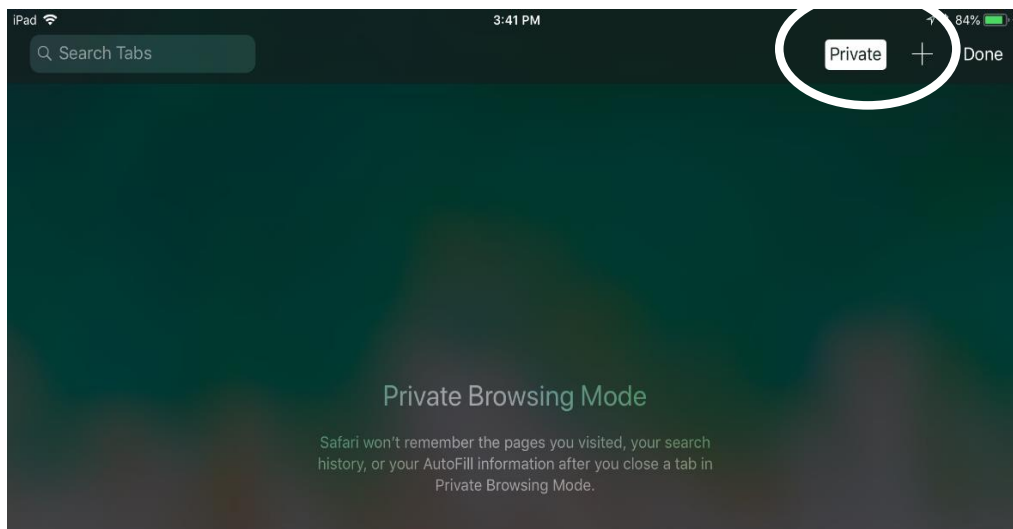 iPad 3:41 PM 84%
Search Tabs Private + Done
Private Browsing Mode
Safari won't remember the pages you visited, your search
history, or your AutoFill information after you close a tab in
Private Browsing Mode.